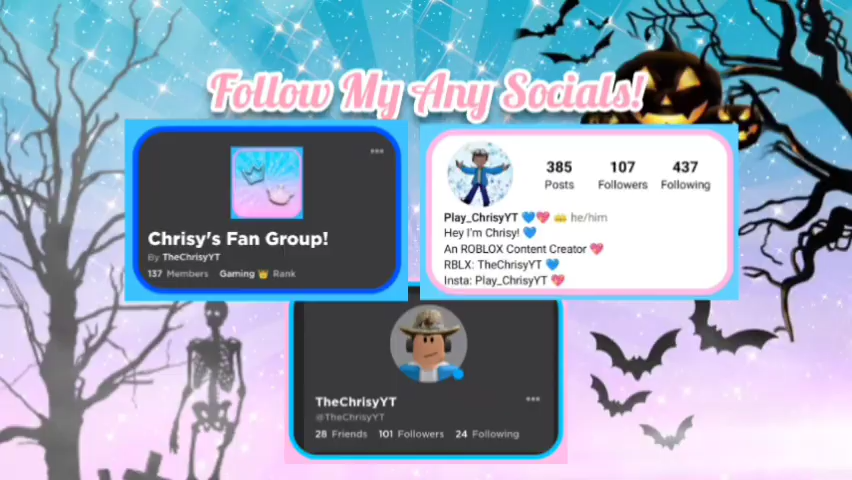 Follow My Any Socials!
Chrisy's Fan Group!
By TheChrisyYT
137 Members Gaming 👑 Rank
385 107 437
Posts Followers Following
Play_ChrisyYT 💙💖 👑 he/him
Hey I'm Chrisy! 💙
An ROBLOX Content Creator 💖
RBLX: TheChrisyYT 💙
Insta: Play_ChrisyYT 💖
TheChrisyYT
@TheChrisyYT
28 Friends 101 Followers 24 Following